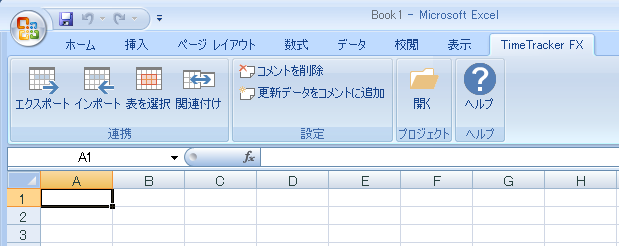 Book1 - Microsoft Excel
ホーム 挿入 ページ レイアウト 数式 データ 校閲 表示 TimeTracker FX
エクスポート インポート 表を選択 関連付け
コメントを削除
更新データをコメントに追加
開く
ヘルプ
連携 設定 プロジェクト ヘルプ
A1 fx
A B C D E F G H
1
2
3